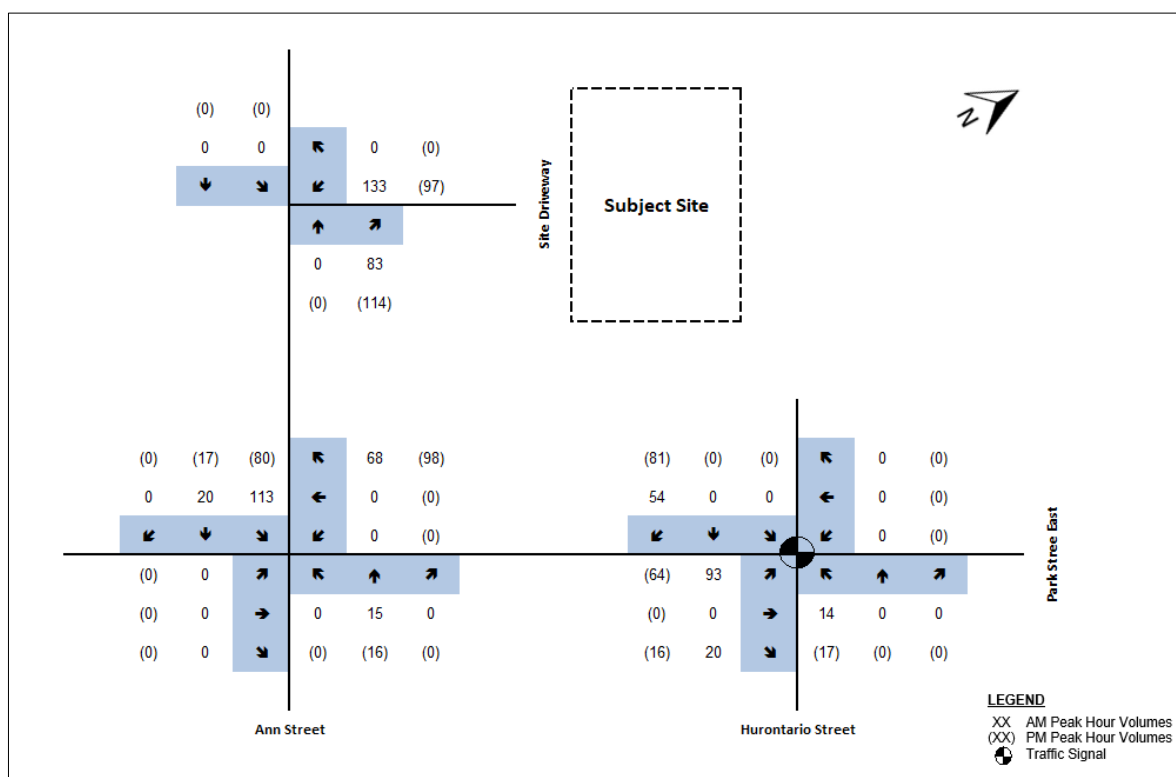 (0) (0)
0 0 0 (0)
133 (97)
0 83
(0) (114)
Site Driveway
Subject Site
N
(0) (17) (80) 68 (98)
0 20 113 0 (0)
0 (0)
(0) 0
(0) 0 0 15 0
(0) 0 (0) (16) (0)
Ann Street
(81) (0) (0) 0 (0)
54 0 0 0 (0)
0 (0)
(64) 93
(0) 0 14 0 0
(16) 20 (17) (0) (0)
Hurontario Street
Park Stree East
LEGEND
XX AM Peak Hour Volumes
(XX) PM Peak Hour Volumes
Traffic Signal